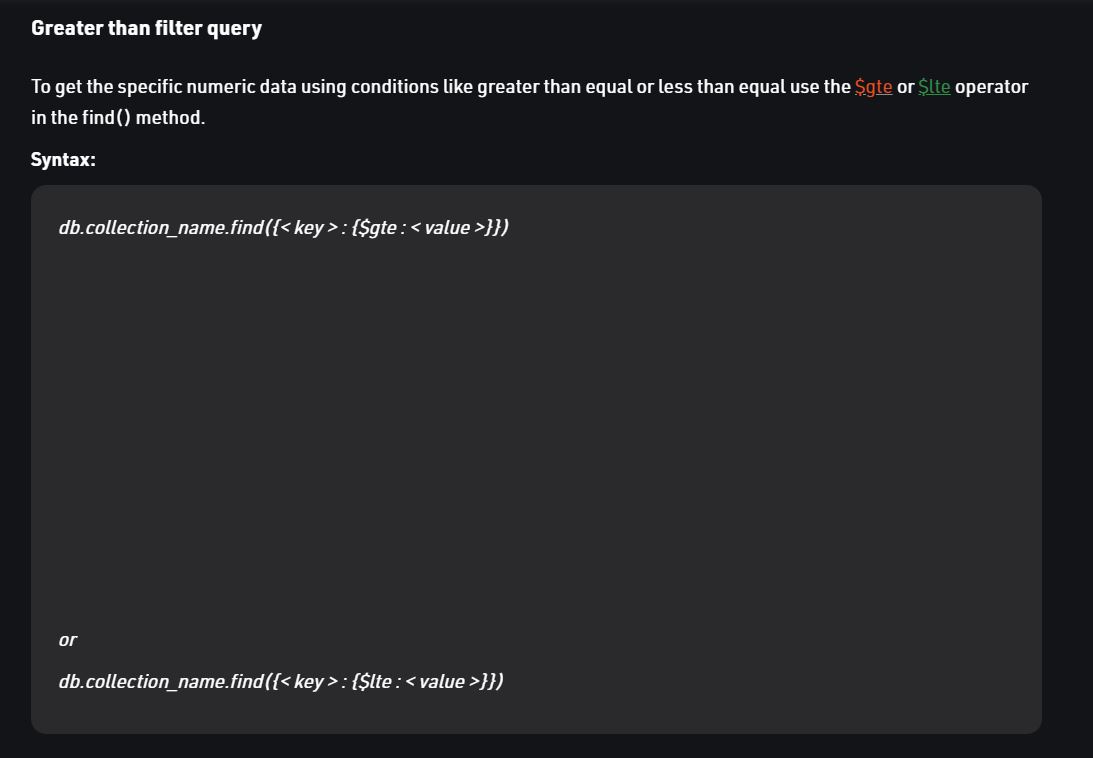 Greater than filter query
To get the specific numeric data using conditions like greater than equal or less than equal use the $gte or $lte operator
in the find() method.
Syntax:
db.collection_name.find({< key > : {$gte : < value >}})
or
db.collection_name.find({< key > : {$lte : < value >}})